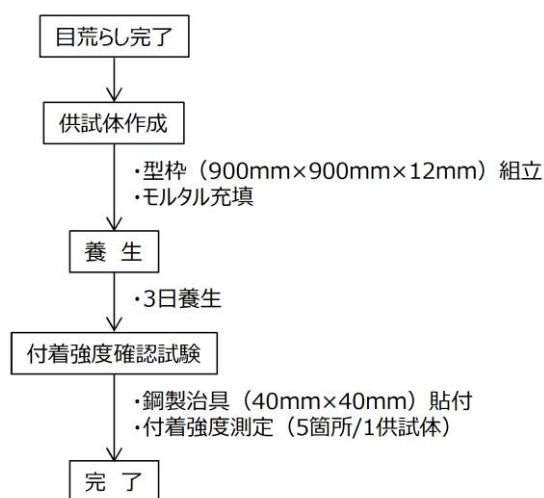 目荒らし完了
供試体作成
・型枠（900mm×900mm×12mm）組立
・モルタル充填
養 生
・3日養生
付着強度確認試験
・鋼製治具（40mm×40mm）貼付
・付着強度測定（5箇所/1供試体）
完 了